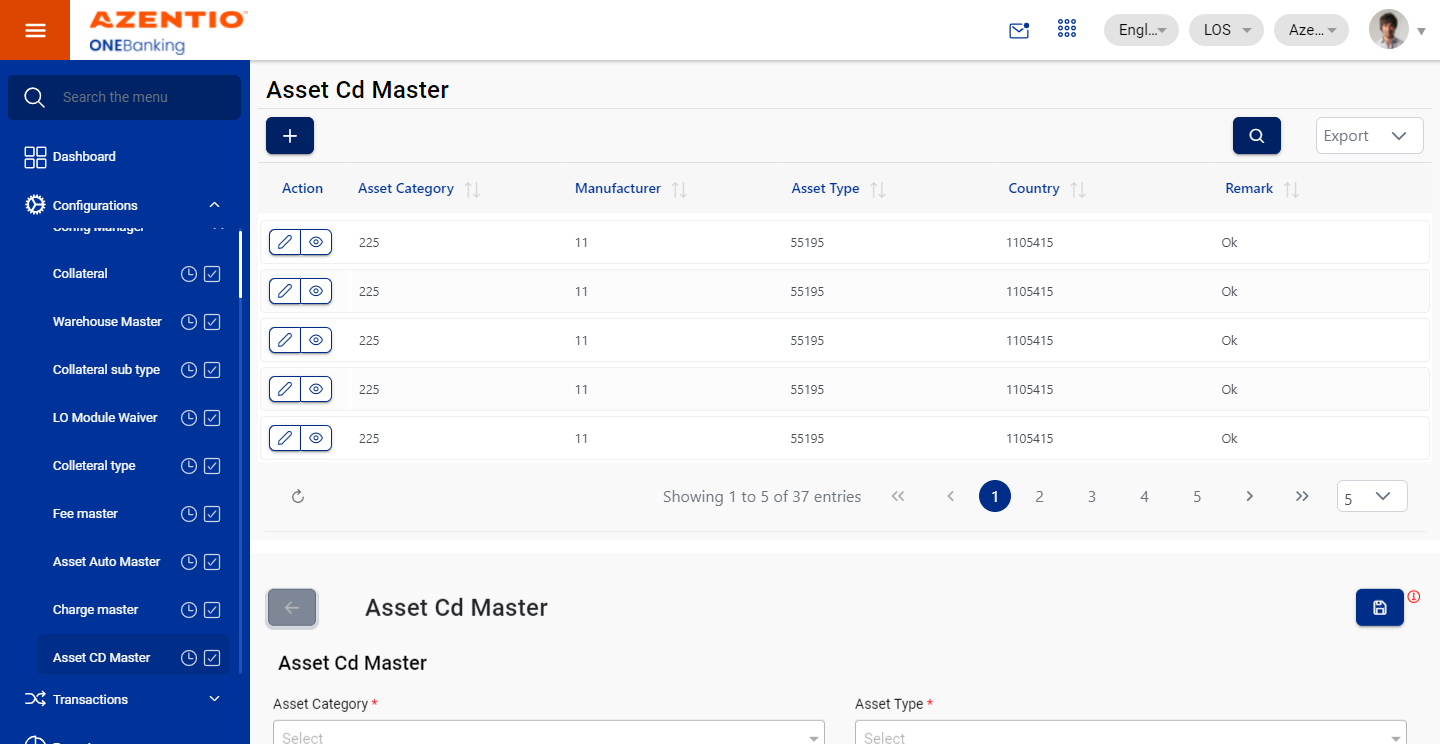 AZENTIO
ONEBanking
Engl...
LOS
Aze...
Search the menu
Dashboard
Configurations
Config Manager
Collateral
Warehouse Master
Collateral sub type
LO Module Waiver
Colleteral type
Fee master
Asset Auto Master
Charge master
Asset CD Master
Transactions
Asset Cd Master
Export
Action Asset Category Manufacturer Asset Type Country Remark
225 11 55195 1105415 Ok
225 11 55195 1105415 Ok
225 11 55195 1105415 Ok
225 11 55195 1105415 Ok
225 11 55195 1105415 Ok
Showing 1 to 5 of 37 entries 1 2 3 4 5 5
Asset Cd Master
Asset Cd Master
Asset Category * Asset Type *
Select Select